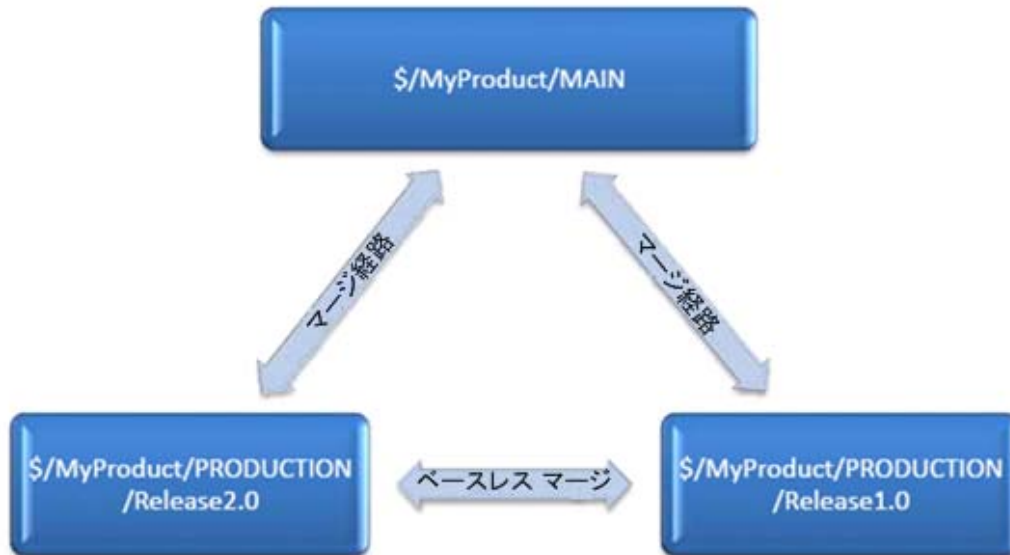 $/MyProduct/MAIN
マージ経路
マージ経路
$/MyProduct/PRODUCTION
/Release2.0
ベースレス マージ
$/MyProduct/PRODUCTION
/Release1.0